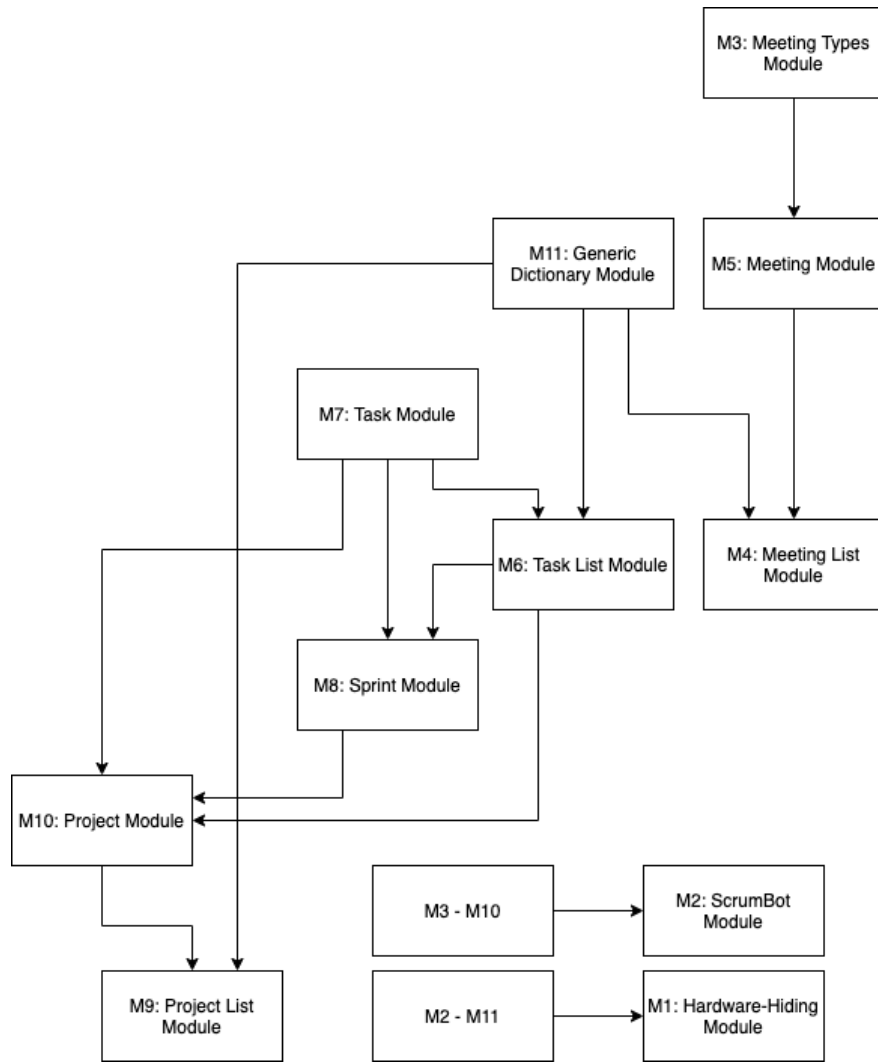 M3: Meeting Types
Module
M11: Generic
Dictionary Module
M5: Meeting Module
M7: Task Module
M6: Task List Module
M4: Meeting List
Module
M8: Sprint Module
M10: Project Module
M3 - M10
M2: ScrumBot
Module
M9: Project List
Module
M2 - M11
M1: Hardware-Hiding
Module